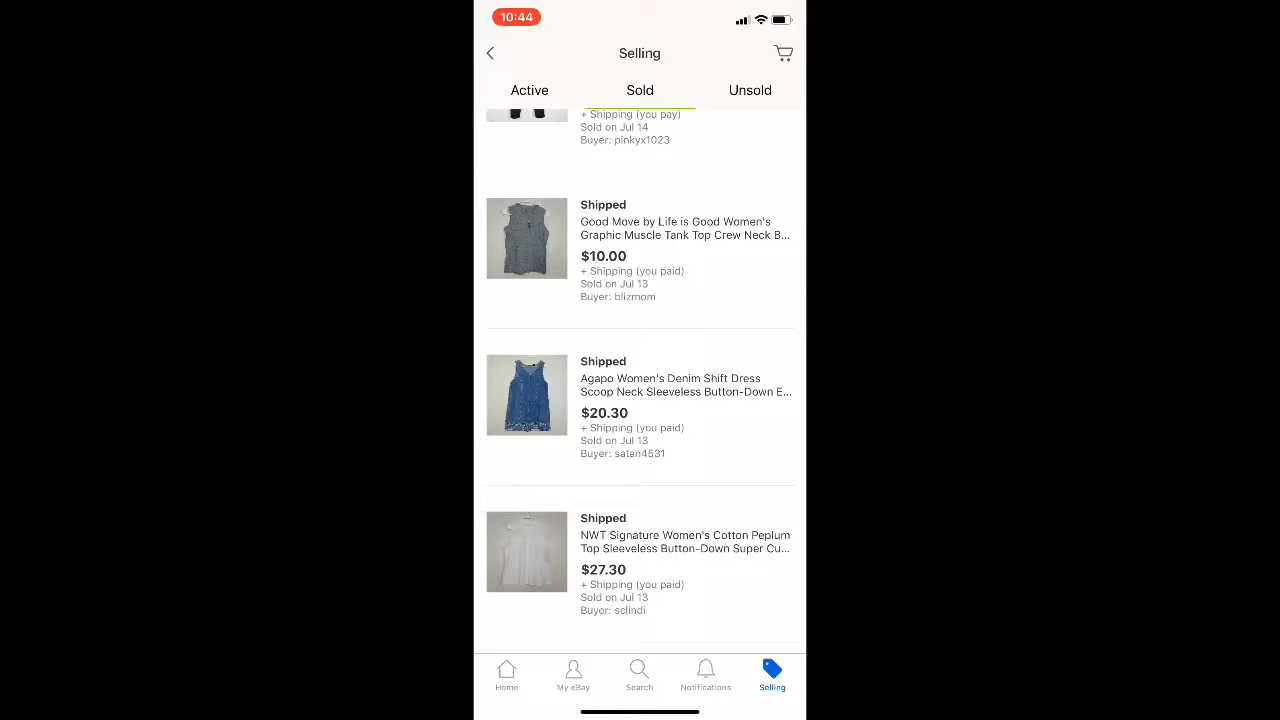 10:44
Selling
Active
Sold
Unsold
+ Shipping (you pay)
Sold on Jul 14
Buyer: pinkyx1023
Shipped
Good Move by Life is Good Women's
Graphic Muscle Tank Top Crew Neck B...
$10.00
+ Shipping (you paid)
Sold on Jul 13
Buyer: blizmom
Shipped
Agapo Women's Denim Shift Dress
Scoop Neck Sleeveless Button-Down E...
$20.30
+ Shipping (you paid)
Sold on Jul 13
Buyer: satan4531
Shipped
NWT Signature Women's Cotton Peplum
Top Sleeveless Button-Down Super Cu...
$27.30
+ Shipping (you paid)
Sold on Jul 13
Buyer: sclindi
Home
My eBay
Search
Notifications
Selling